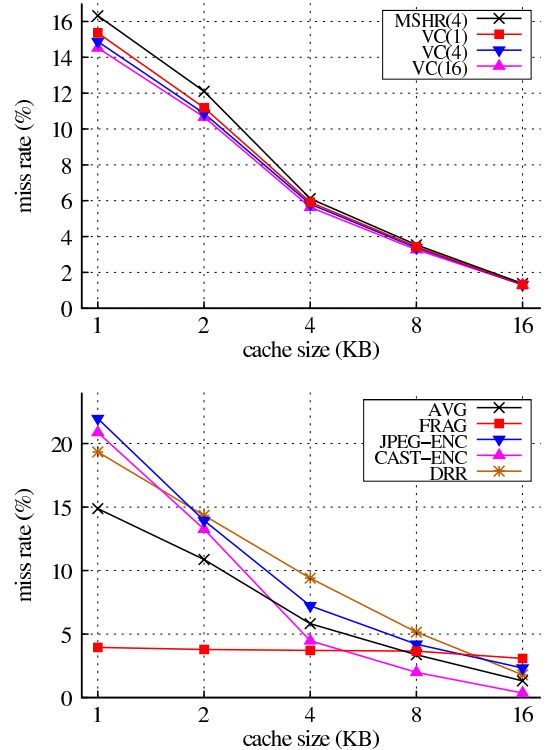 miss rate (%)
16
14
12
10
8
6
4
2
0
1
2
4
8
16
cache size (KB)
MSHR(4)
VC(1)
VC(4)
VC(16)
miss rate (%)
20
15
10
5
0
1
2
4
8
16
cache size (KB)
AVG
FRAG
JPEG−ENC
CAST−ENC
DRR